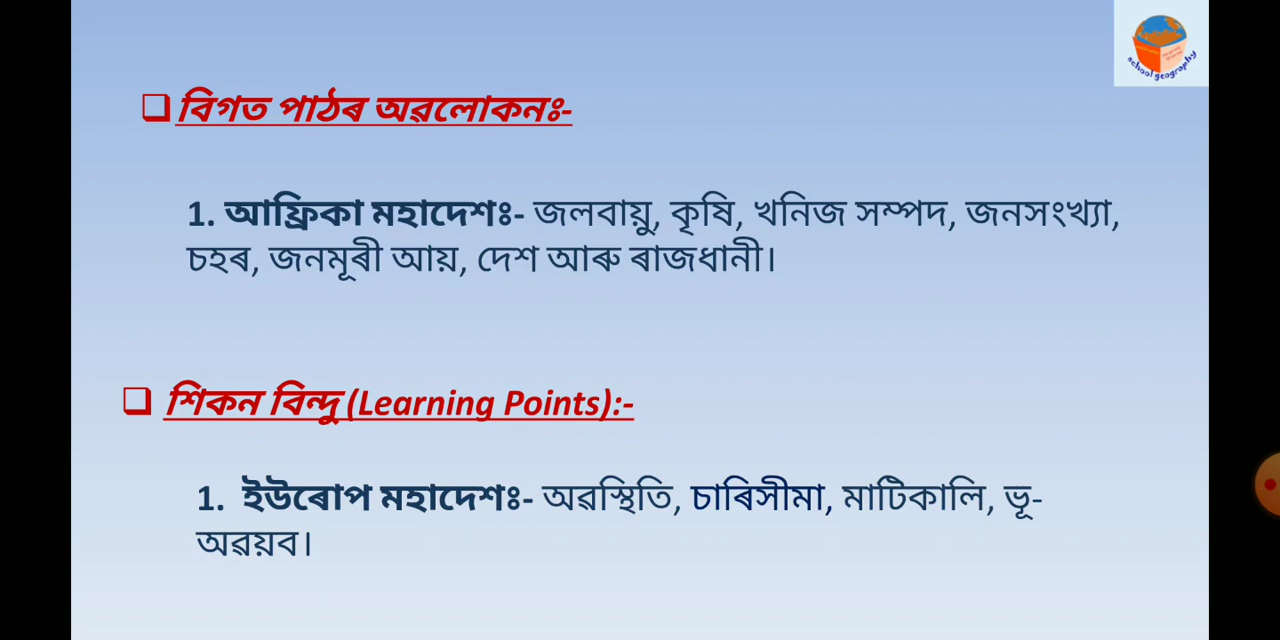 school geography
❑বিগত পাঠৰ অৱলোকনঃ-
1. আফ্ৰিকা মহাদেশঃ- জলবায়ু, কৃষি, খনিজ সম্পদ, জনসংখ্যা,
চহৰ, জনমূৰী আয়, দেশ আৰু ৰাজধানী।
❑ শিকন বিন্দু (Learning Points):-
1. ইউৰোপ মহাদেশঃ- অৱস্থিতি, চাৰিসীমা, মাটিকালি, ভূ-
অৱয়ব।